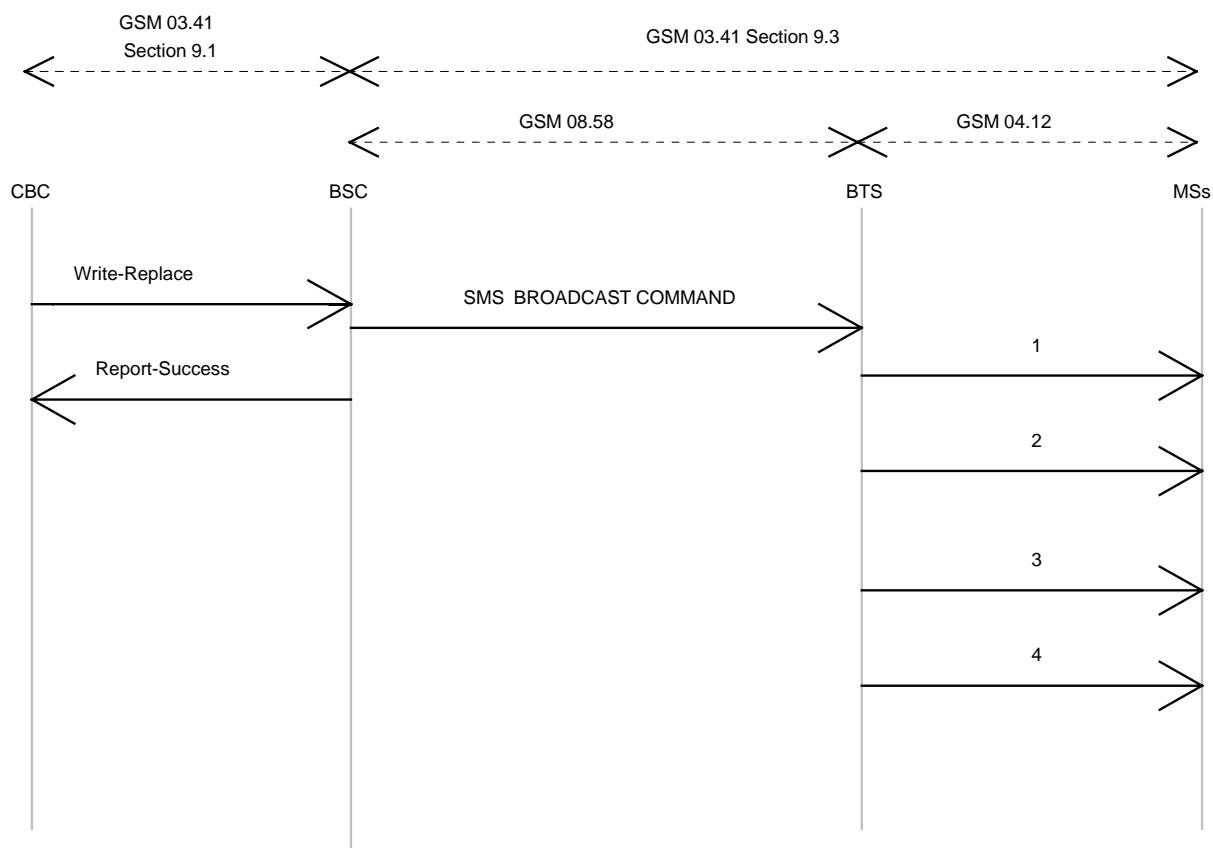 GSM 03.41
Section 9.1
GSM 03.41 Section 9.3
GSM 08.58
GSM 04.12
CBC
BSC
BTS
MSs
Write-Replace
SMS BROADCAST COMMAND
1
Report-Success
2
3
4